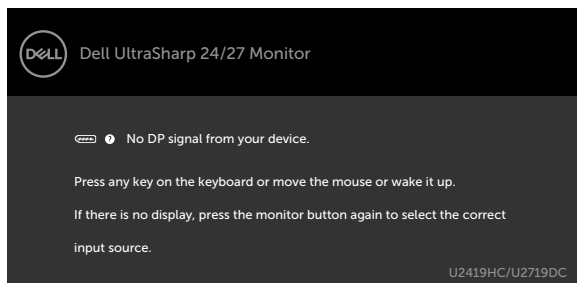 DELL
Dell UltraSharp 24/27 Monitor
? No DP signal from your device.
Press any key on the keyboard or move the mouse or wake it up.
If there is no display, press the monitor button again to select the correct
input source.
U2419HC/U2719DC